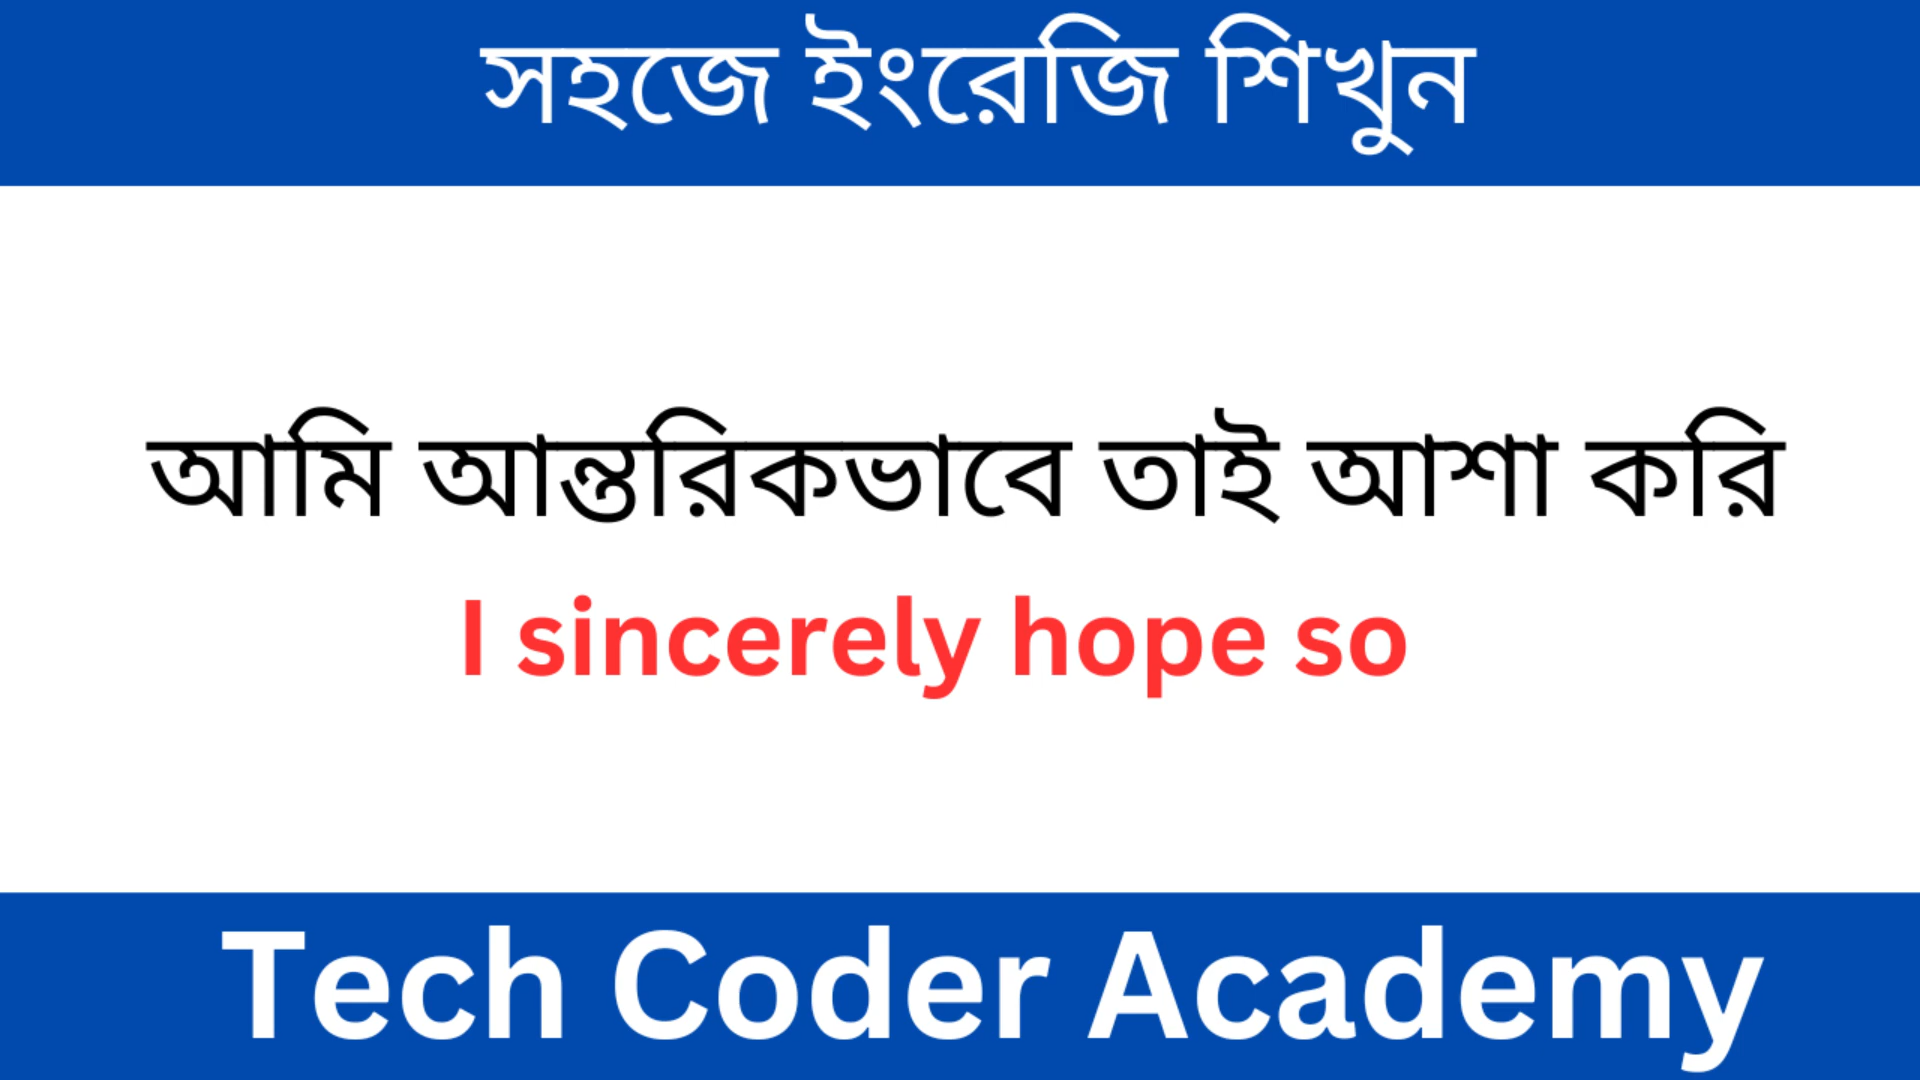 সহজে ইংরেজি শিখুন
আমি আন্তরিকভাবে তাই আশা করি
I sincerely hope so
Tech Coder Academy